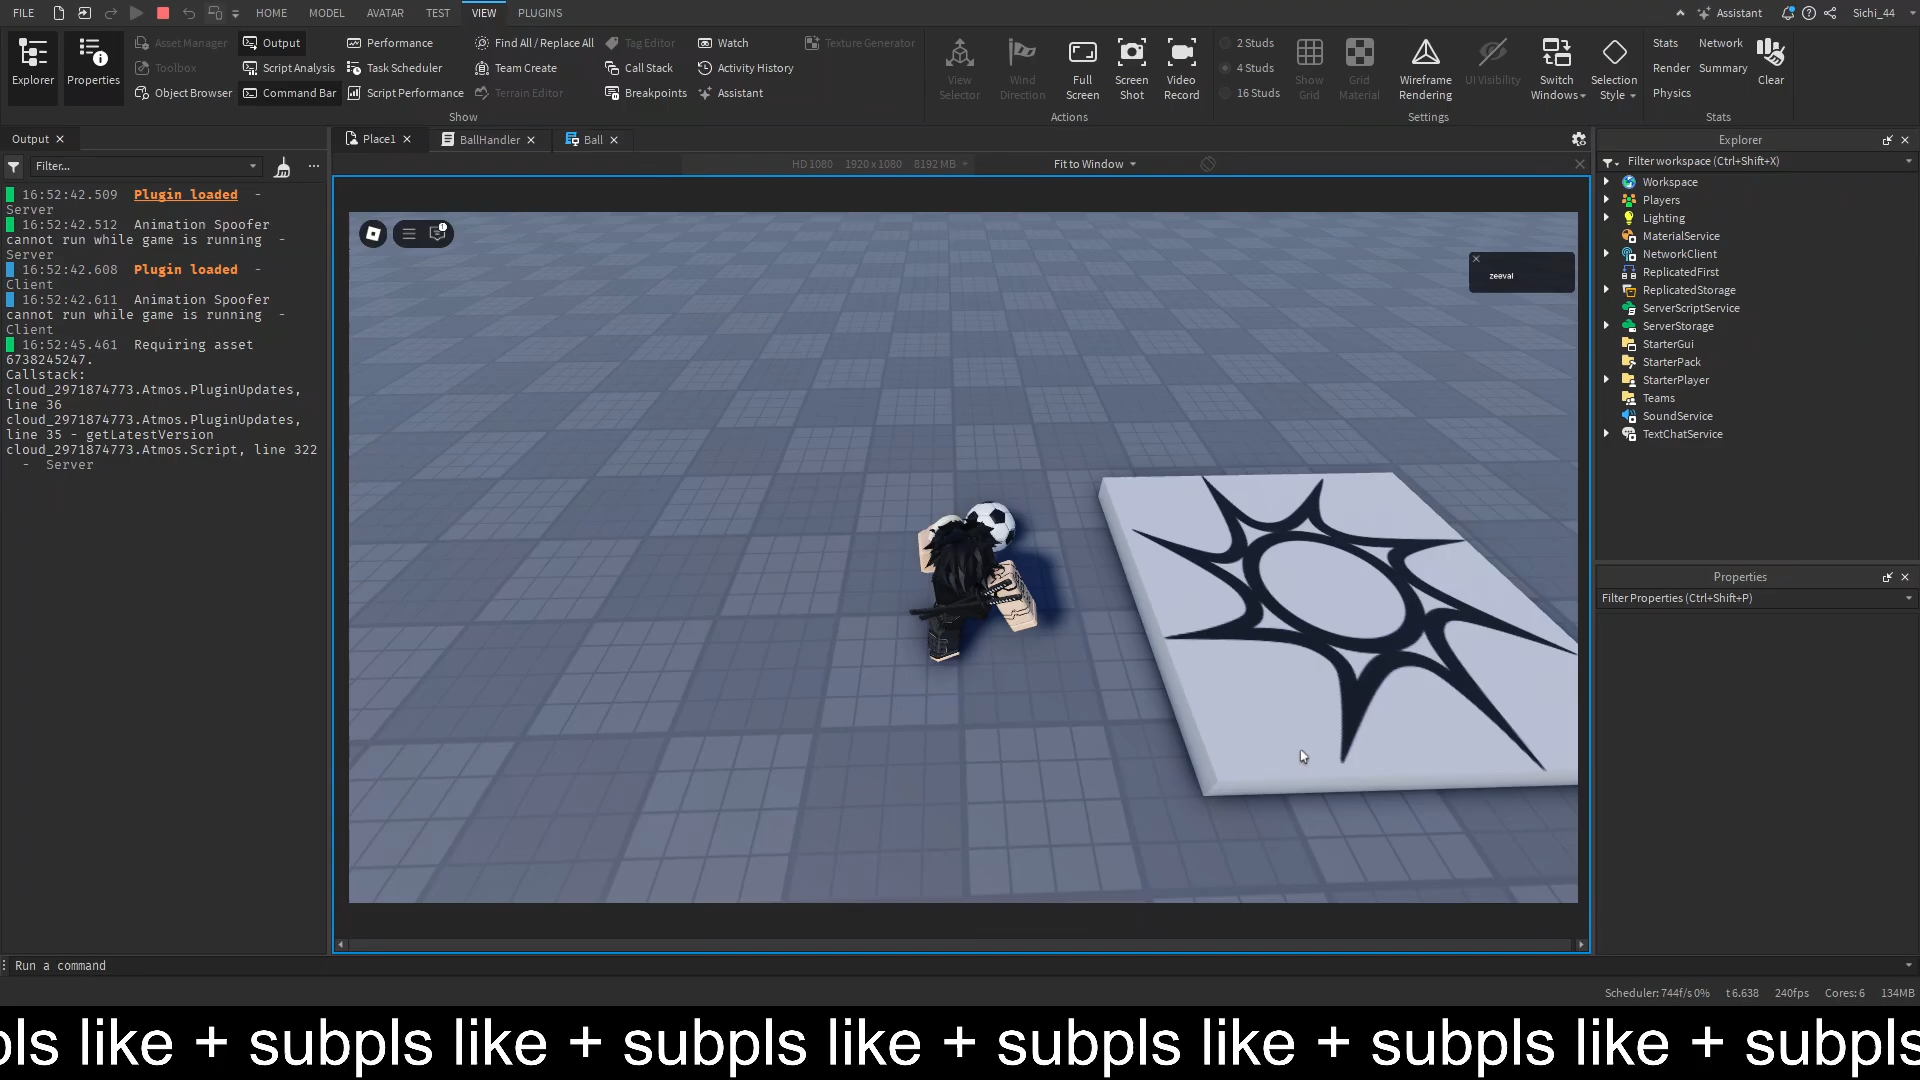 FILE HOME MODEL AVATAR TEST VIEW PLUGINS Assistant Sichi_44
Explorer
Properties
Asset Manager
Toolbox
Object Browser
Output
Script Analysis
Command Bar
Performance
Task Scheduler
Script Performance
Find All / Replace All
Team Create
Terrain Editor
Tag Editor
Call Stack
Breakpoints
Watch
Activity History
Assistant
Texture Generator
Show
View
Selector
Wind
Direction
Full
Screen
Screen
Shot
Video
Record
Actions
2 Studs
4 Studs
16 Studs
Show
Grid
Grid
Material
Wireframe
Rendering
UI Visibility
Switch
Windows
Selection
Style
Settings
Stats
Network
Render
Summary
Physics
Clear
Stats
Output
Filter...
16:52:42.509 Plugin loaded -
Server
16:52:42.512 Animation Spoofer
cannot run while game is running -
Server
16:52:42.608 Plugin loaded -
Client
16:52:42.611 Animation Spoofer
cannot run while game is running -
Client
16:52:45.461 Requiring asset
6738245247.
Callstack:
cloud_2971874773.Atmos.PluginUpdates,
line 36
cloud_2971874773.Atmos.PluginUpdates,
line 35 - getLatestVersion
cloud_2971874773.Atmos.Script, line 322
- Server
Place1 BallHandler Ball
HD 1080 1920 x 1080 8192 MB Fit to Window
1
zeeval
Explorer
Filter workspace (Ctrl+Shift+X)
Workspace
Players
Lighting
MaterialService
NetworkClient
ReplicatedFirst
ReplicatedStorage
ServerScriptService
ServerStorage
StarterGui
StarterPack
StarterPlayer
Teams
SoundService
TextChatService
Properties
Filter Properties (Ctrl+Shift+P)
Run a command
Scheduler: 744f/s 0% t 6.638 240fps Cores: 6 134MB
pls like + subpls like + subpls like + subpls like + subpls like + subpls